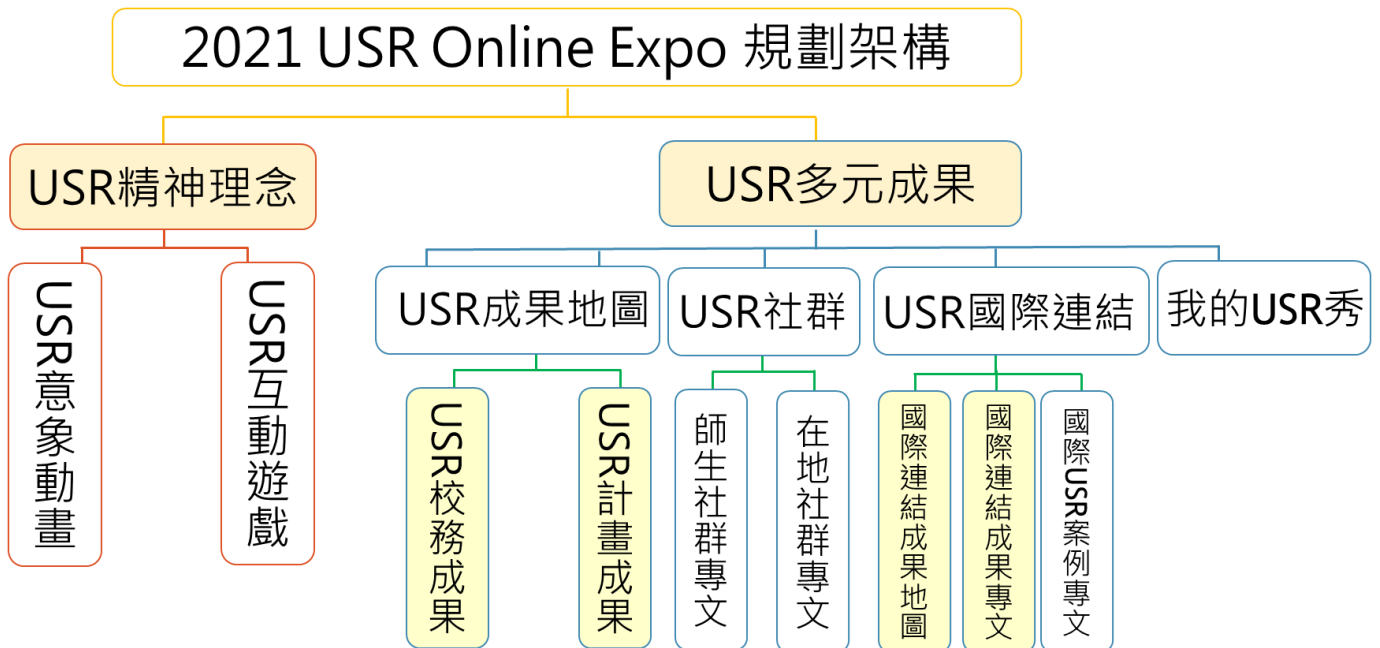 2021 USR Online Expo 規劃架構
USR精神理念
USR多元成果
USR意象動畫
USR互動遊戲
USR成果地圖
USR社群
USR國際連結
我的USR秀
USR校務成果
USR計畫成果
師生社群專文
在地社群專文
國際連結成果地圖
國際連結成果專文
國際USR案例專文